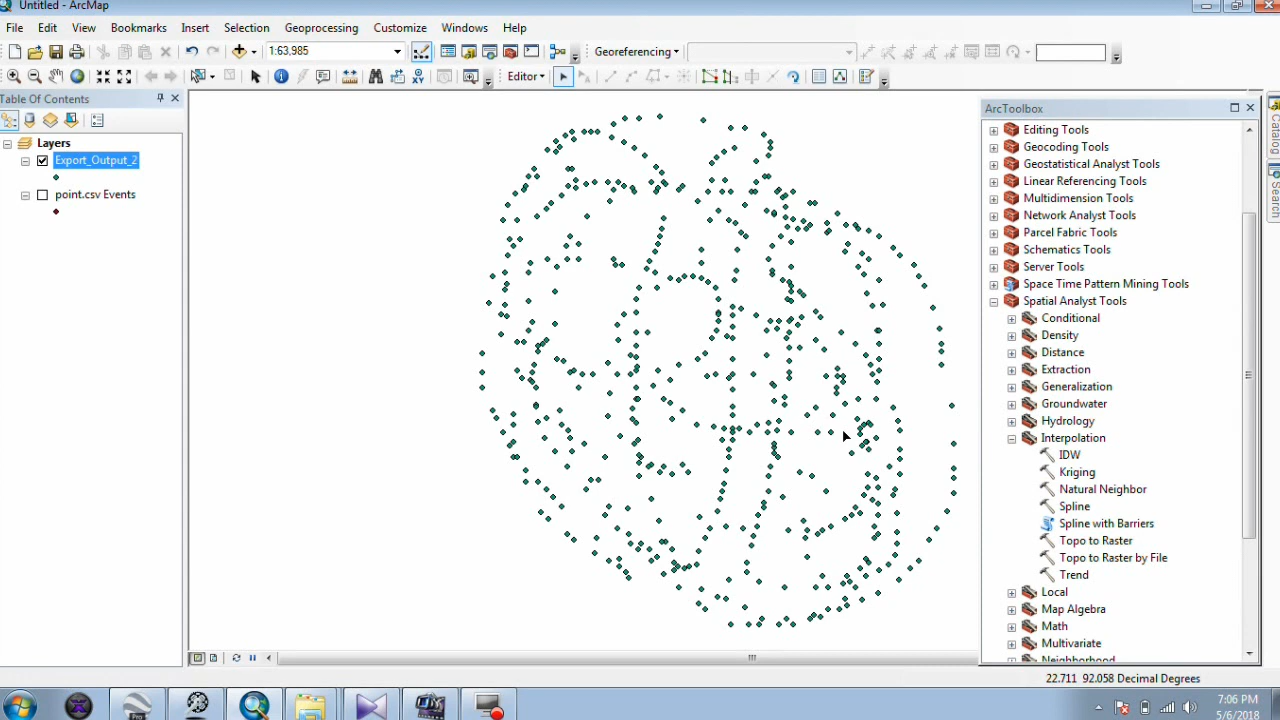 Untitled - ArcMap
File Edit View Bookmarks Insert Selection Geoprocessing Customize Windows Help
1:63,985
Georeferencing
Editor
Table Of Contents
Layers
Export_Output_2
point.csv Events
ArcToolbox
Editing Tools
Geocoding Tools
Geostatistical Analyst Tools
Linear Referencing Tools
Multidimension Tools
Network Analyst Tools
Parcel Fabric Tools
Schematics Tools
Server Tools
Space Time Pattern Mining Tools
Spatial Analyst Tools
Conditional
Density
Distance
Extraction
Generalization
Groundwater
Hydrology
Interpolation
IDW
Kriging
Natural Neighbor
Spline
Spline with Barriers
Topo to Raster
Topo to Raster by File
Trend
Local
Map Algebra
Math
Multivariate
Neighborhood
Catalog
Search
22.711 92.058 Decimal Degrees
Pro
7:06 PM
5/6/2018